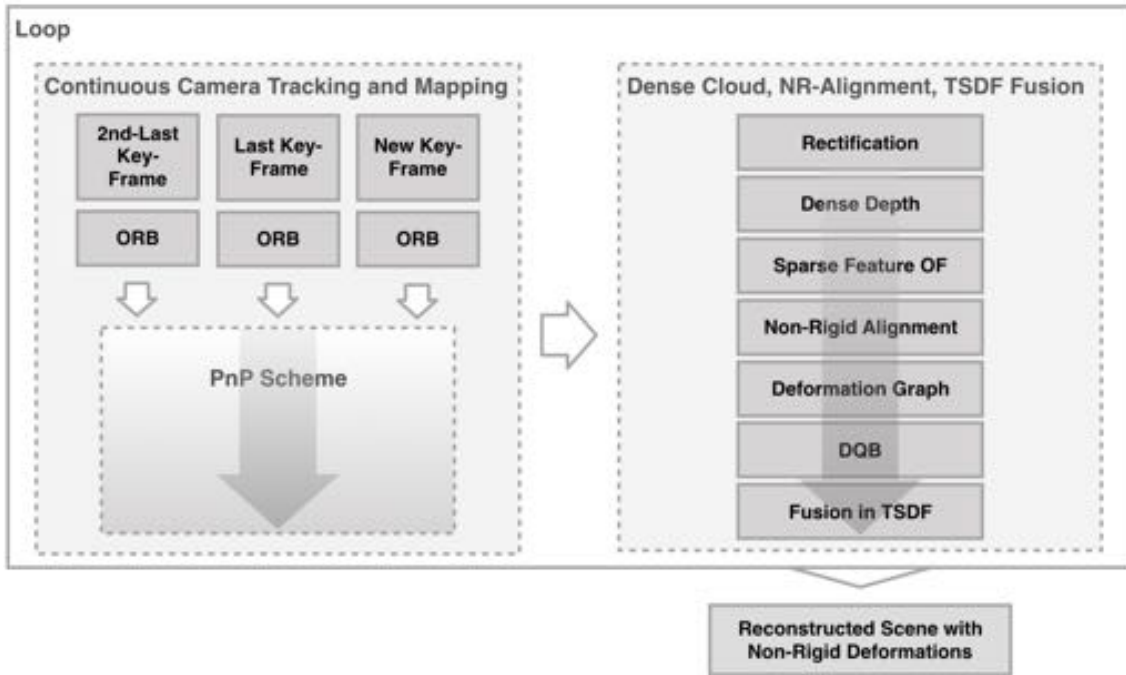 Loop
Continuous Camera Tracking and Mapping
2nd-Last
Key-
Frame
Last Key-
Frame
New Key-
Frame
ORB
ORB
ORB
PnP Scheme
Dense Cloud, NR-Alignment, TSDF Fusion
Rectification
Dense Depth
Sparse Feature OF
Non-Rigid Alignment
Deformation Graph
DQB
Fusion in TSDF
Reconstructed Scene with
Non-Rigid Deformations